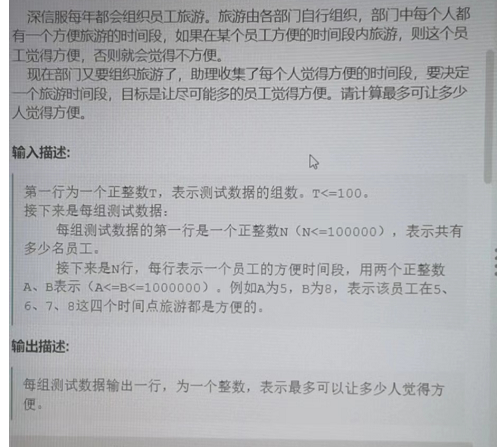 深信服每年都会组织员工旅游。旅游由各部门自行组织，部门中每个人都
有一个方便旅游的时间段，如果在某个员工方便的时间段内旅游，则这个员
工觉得方便，否则就会觉得不方便。
现在部门又要组织旅游了，助理收集了每个人觉得方便的时间段，要决定
一个旅游时间段，目标是让尽可能多的员工觉得方便。请计算最多可让多少
人觉得方便。
输入描述:
第一行为一个正整数T，表示测试数据的组数。T<=100。
接下来是每组测试数据：
每组测试数据的第一行是一个正整数N（N<=100000），表示共有
多少名员工。
接下来是N行，每行表示一个员工的方便时间段，用两个正整数
A、B表示（A<=B<=1000000）。例如A为5，B为8，表示该员工在5、
6、7、8这四个时间点旅游都是方便的。
输出描述:
每组测试数据输出一行，为一个整数，表示最多可以让多少人觉得方
便。